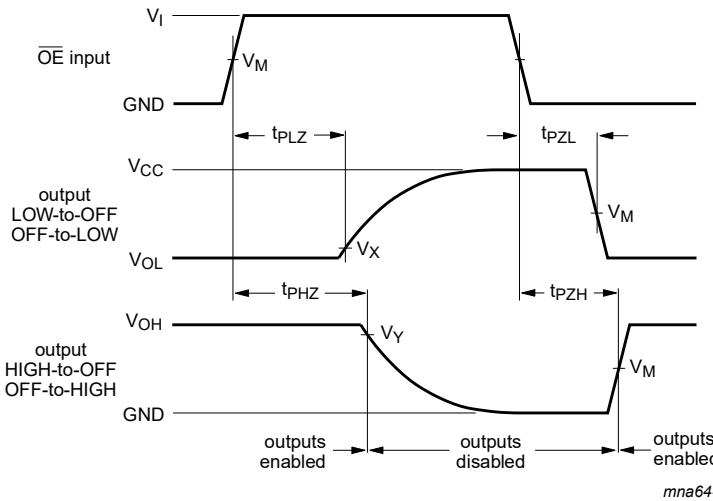 V_I
OE input
V_M
GND
t_PLZ
t_PZL
V_CC
output
LOW-to-OFF
OFF-to-LOW
V_M
V_X
V_OL
t_PHZ
t_PZH
V_OH
V_Y
output
HIGH-to-OFF
OFF-to-HIGH
V_M
GND
outputs
enabled
outputs
disabled
outputs
enabled
mna64